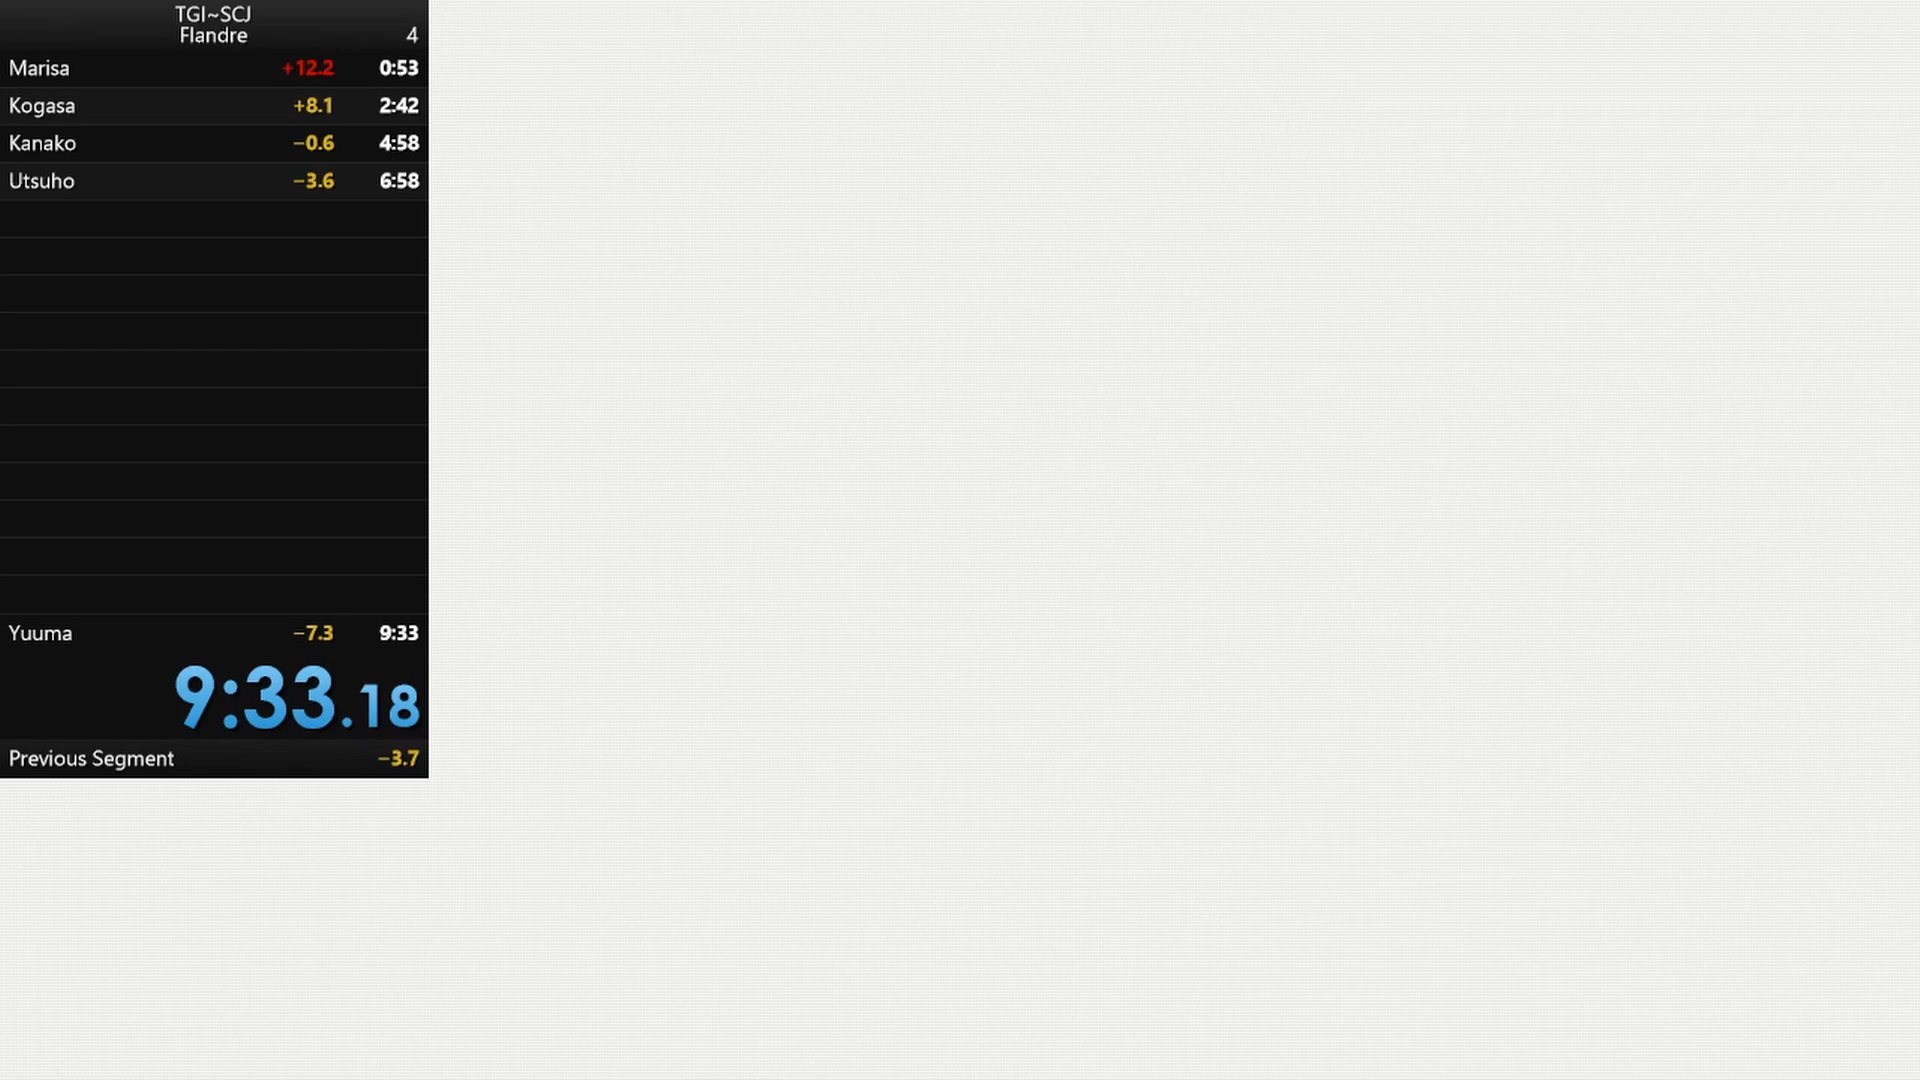 TGI~SCJ
Flandre 4
Marisa +12.2 0:53
Kogasa +8.1 2:42
Kanako −0.6 4:58
Utsuho −3.6 6:58
Yuuma −7.3 9:33
9:33.18
Previous Segment −3.7